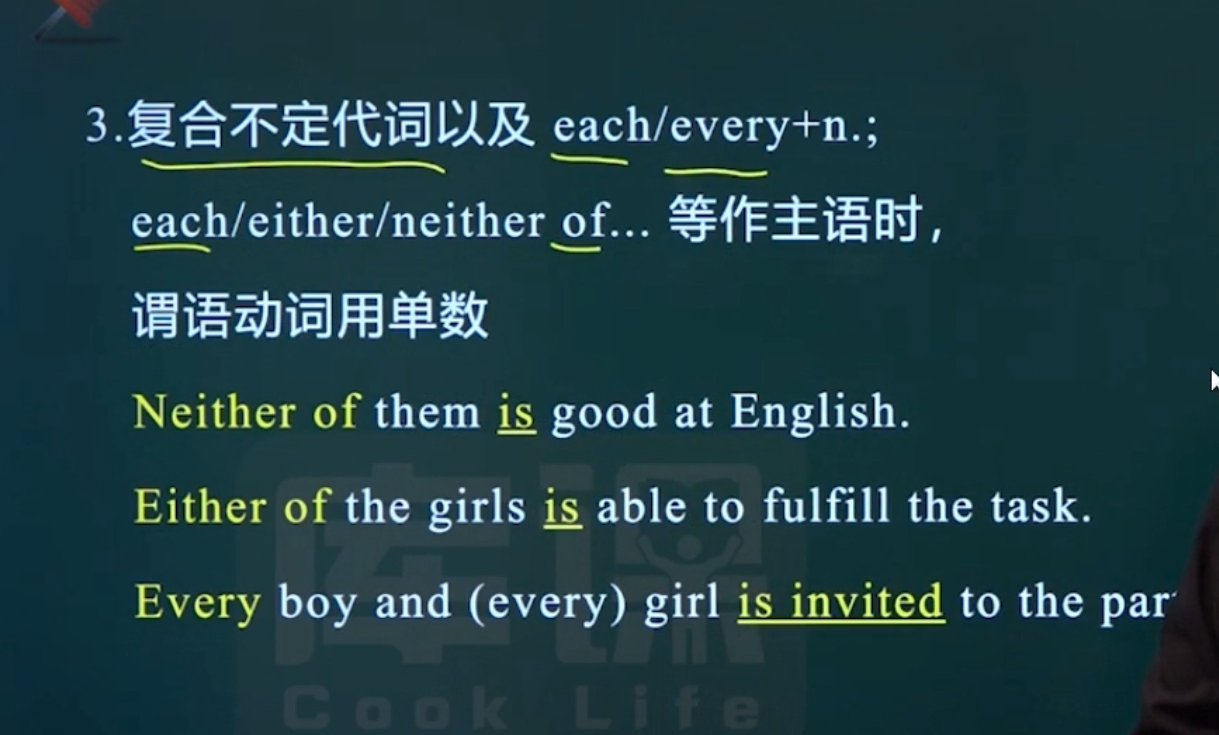 3.复合不定代词以及 each/every+n.;
each/either/neither of... 等作主语时，
谓语动词用单数
Neither of them is good at English.
Either of the girls is able to fulfill the task.
Every boy and (every) girl is invited to the par
库课
Cook Life